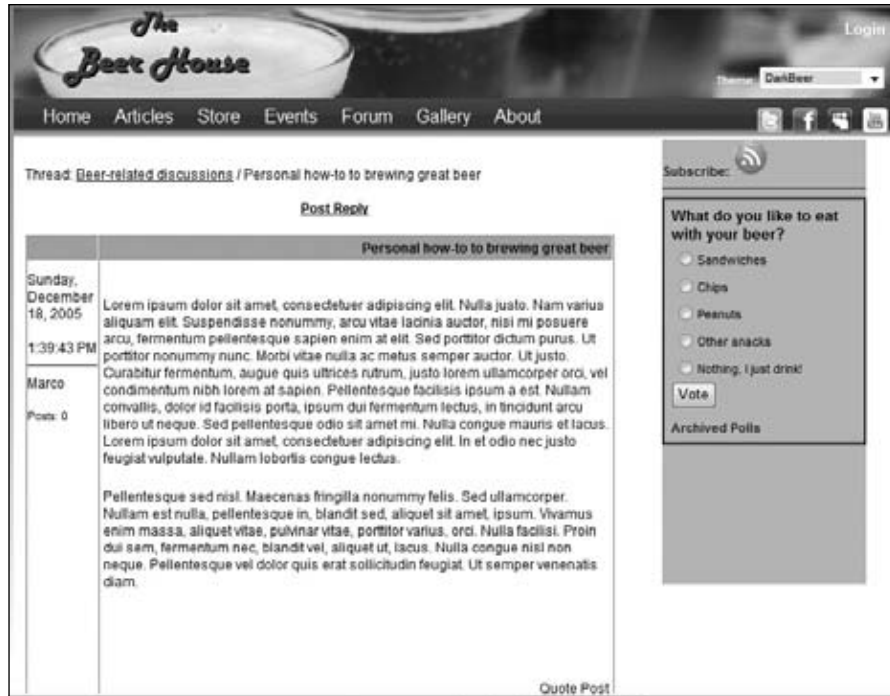 The
Beer House
Login
Theme: DarkBeer
Home Articles Store Events Forum Gallery About
Thread: Beer-related discussions / Personal how-to to brewing great beer
Post Reply
Personal how-to to brewing great beer
Sunday,
December
18, 2005
1:39:43 PM
Marco
Posts: 0
Lorem ipsum dolor sit amet, consectetuer adipiscing elit. Nulla justo. Nam varius
aliquam elit. Suspendisse nonummy, arcu vitae lacinia auctor, nisi mi posuere
arcu, fermentum pellentesque sapien enim at elit. Sed porttitor dictum purus. Ut
porttitor nonummy nunc. Morbi vitae nulla ac metus semper auctor. Ut justo.
Curabitur fermentum, augue quis ultrices rutrum, justo lorem ullamcorper orci, vel
condimentum nibh lorem at sapien. Pellentesque facilisis ipsum a est. Nullam
convallis, dolor id facilisis porta, ipsum dui fermentum lectus, in tincidunt arcu
libero ut neque. Sed pellentesque odio sit amet mi. Nulla congue mauris et lacus.
Lorem ipsum dolor sit amet, consectetuer adipiscing elit. In et odio nec justo
feugiat vulputate. Nullam lobortis congue lectus.
Pellentesque sed nisl. Maecenas fringilla nonummy felis. Sed ullamcorper.
Nullam est nulla, pellentesque in, blandit sed, aliquet sit amet, ipsum. Vivamus
enim massa, aliquet vitae, pulvinar vitae, porttitor varius, orci. Nulla facilisi. Proin
dui sem, fermentum nec, blandit vel, aliquet ut, lacus. Nulla congue nisl non
neque. Pellentesque vel dolor quis erat sollicitudin feugiat. Ut semper venenatis
diam.
Quote Post
Subscribe:
What do you like to eat
with your beer?
Sandwiches
Chips
Peanuts
Other snacks
Nothing, I just drink!
Vote
Archived Polls